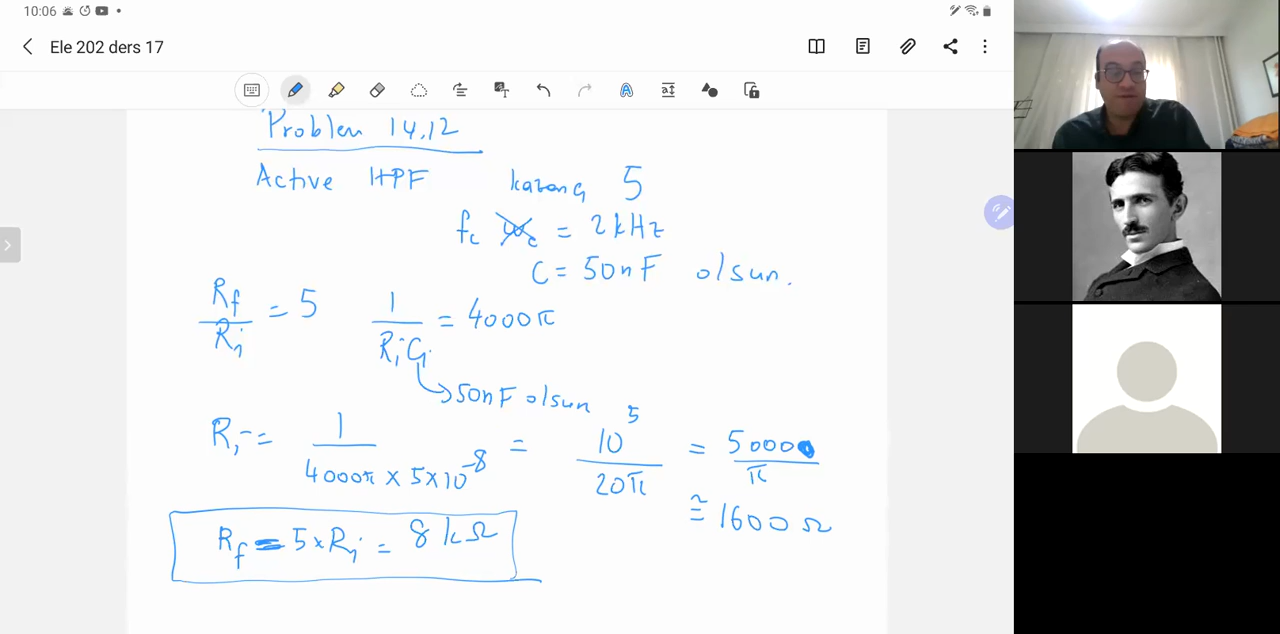 10:06
Ele 202 ders 17
Problem 14.12
Active HPF kazanç 5
fc ωc = 2kHz
C = 50nF olsun.
Rf/Ri = 5 1/RiCi = 4000π
→ 50nF olsun
Ri = 1/4000π x 5x10^-8 = 10^5/20π = 5000/π
≅ 1600 Ω
Rf = 5 x Ri = 8 kΩ